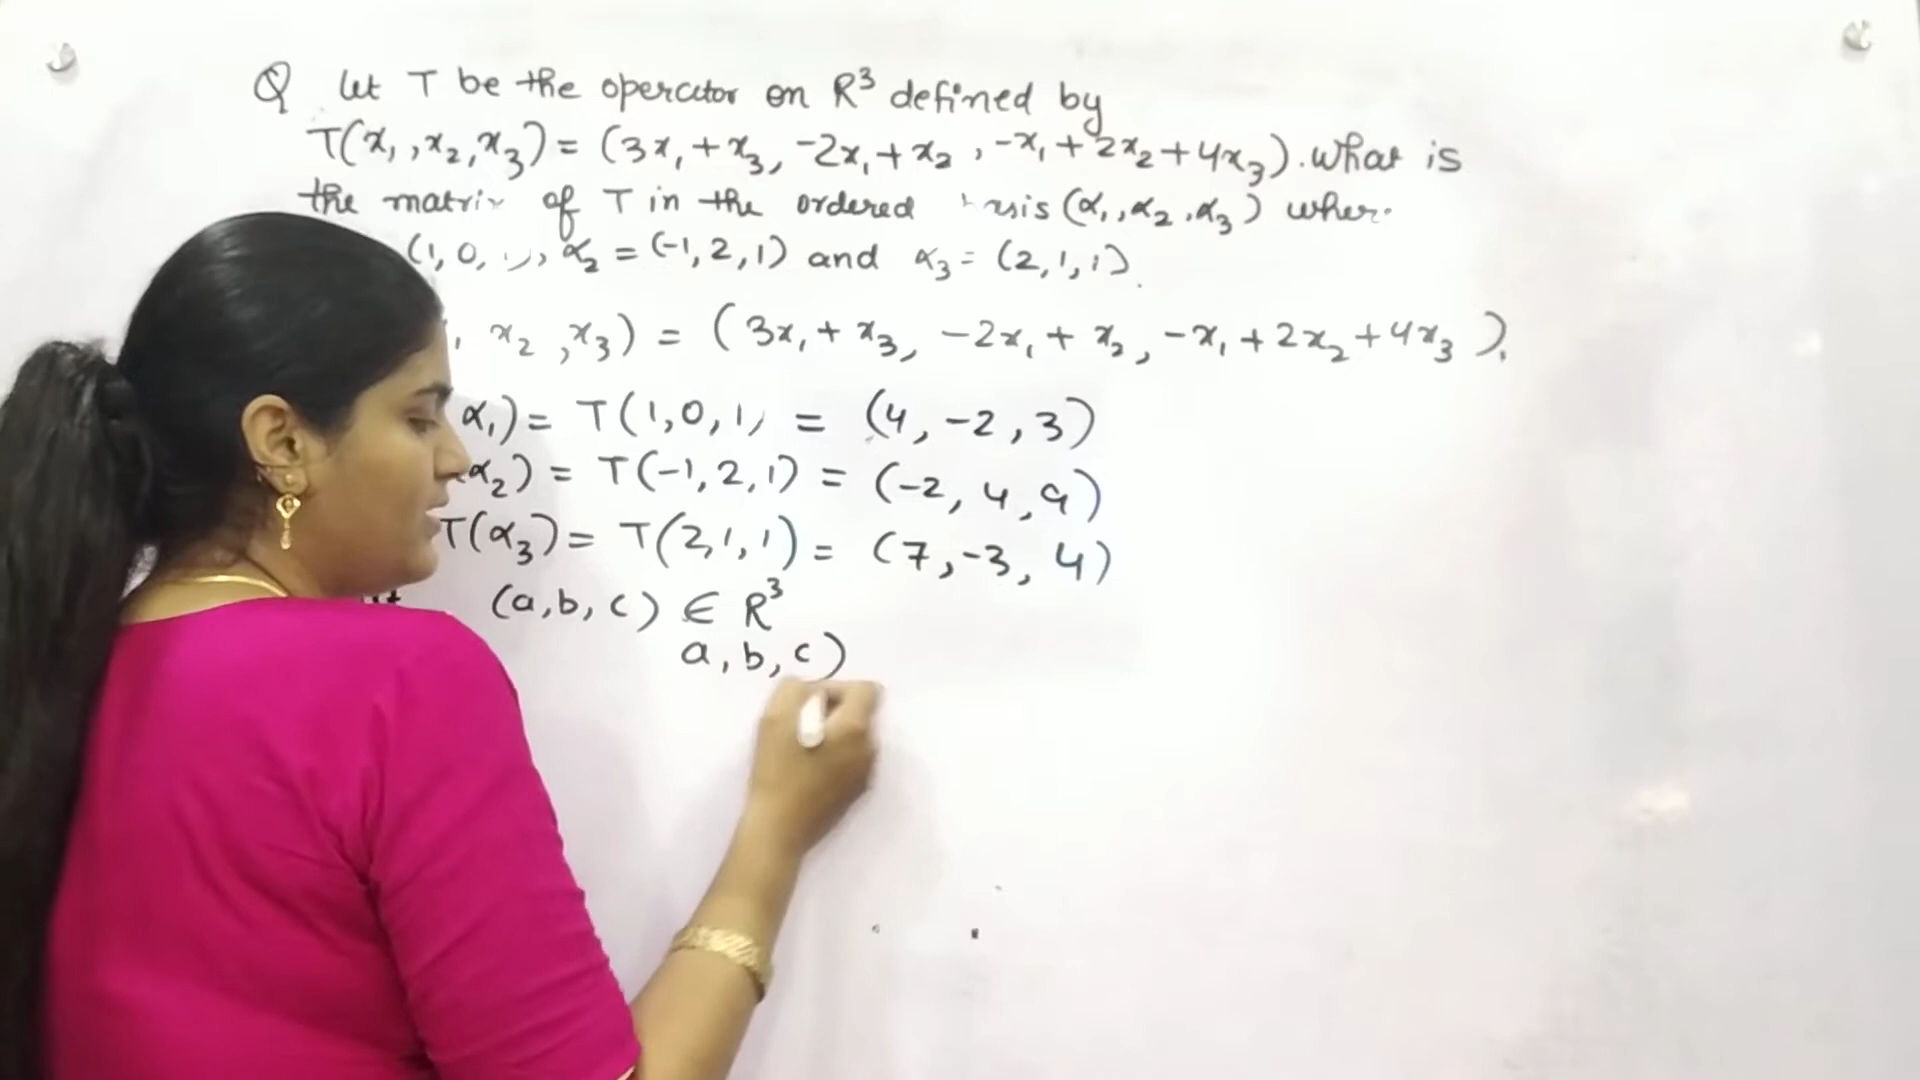 Q let T be the operator on R³ defined by
T(x₁, x₂, x₃) = (3x₁ + x₃, -2x₁ + x₂, -x₁ + 2x₂ + 4x₃). What is
the matrix of T in the ordered (α₁, α₂, α₃) where
(1, 0, 1), α₂ = (-1, 2, 1) and α₃ = (2, 1, 1).
x₂, x₃) = (3x₁ + x₃, -2x₁ + x₂, -x₁ + 2x₂ + 4x₃).
α₁) = T(1, 0, 1) = (4, -2, 3)
α₂) = T(-1, 2, 1) = (-2, 4, 9)
T(α₃) = T(2, 1, 1) = (7, -3, 4)
(a, b, c) ∈ R³
a, b, c)